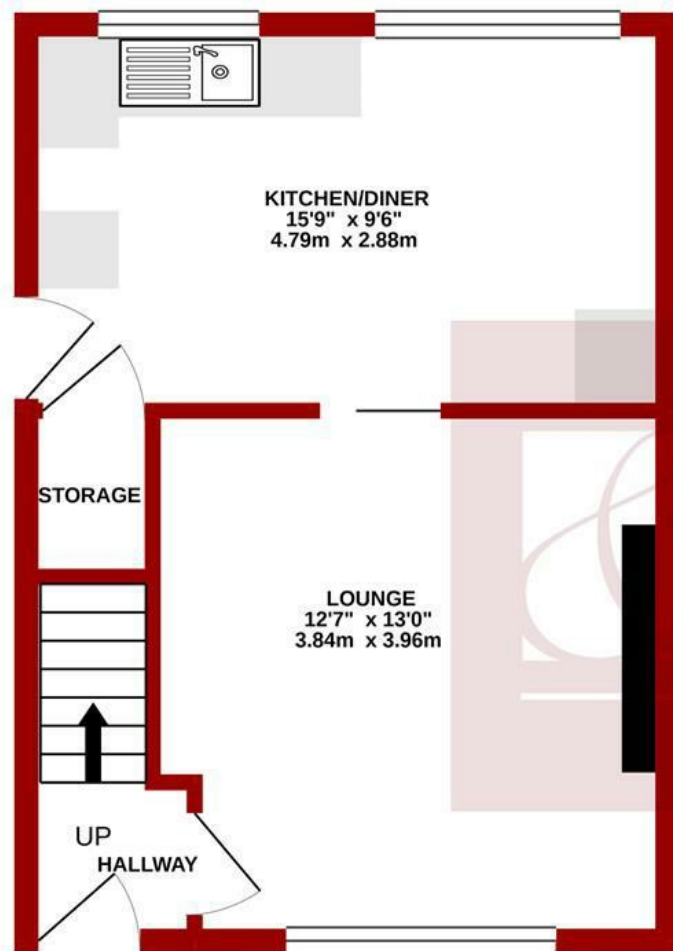 KITCHEN/DINER
15'9" x 9'6"
4.79m x 2.88m
STORAGE
LOUNGE
12'7" x 13'0"
3.84m x 3.96m
UP
HALLWAY